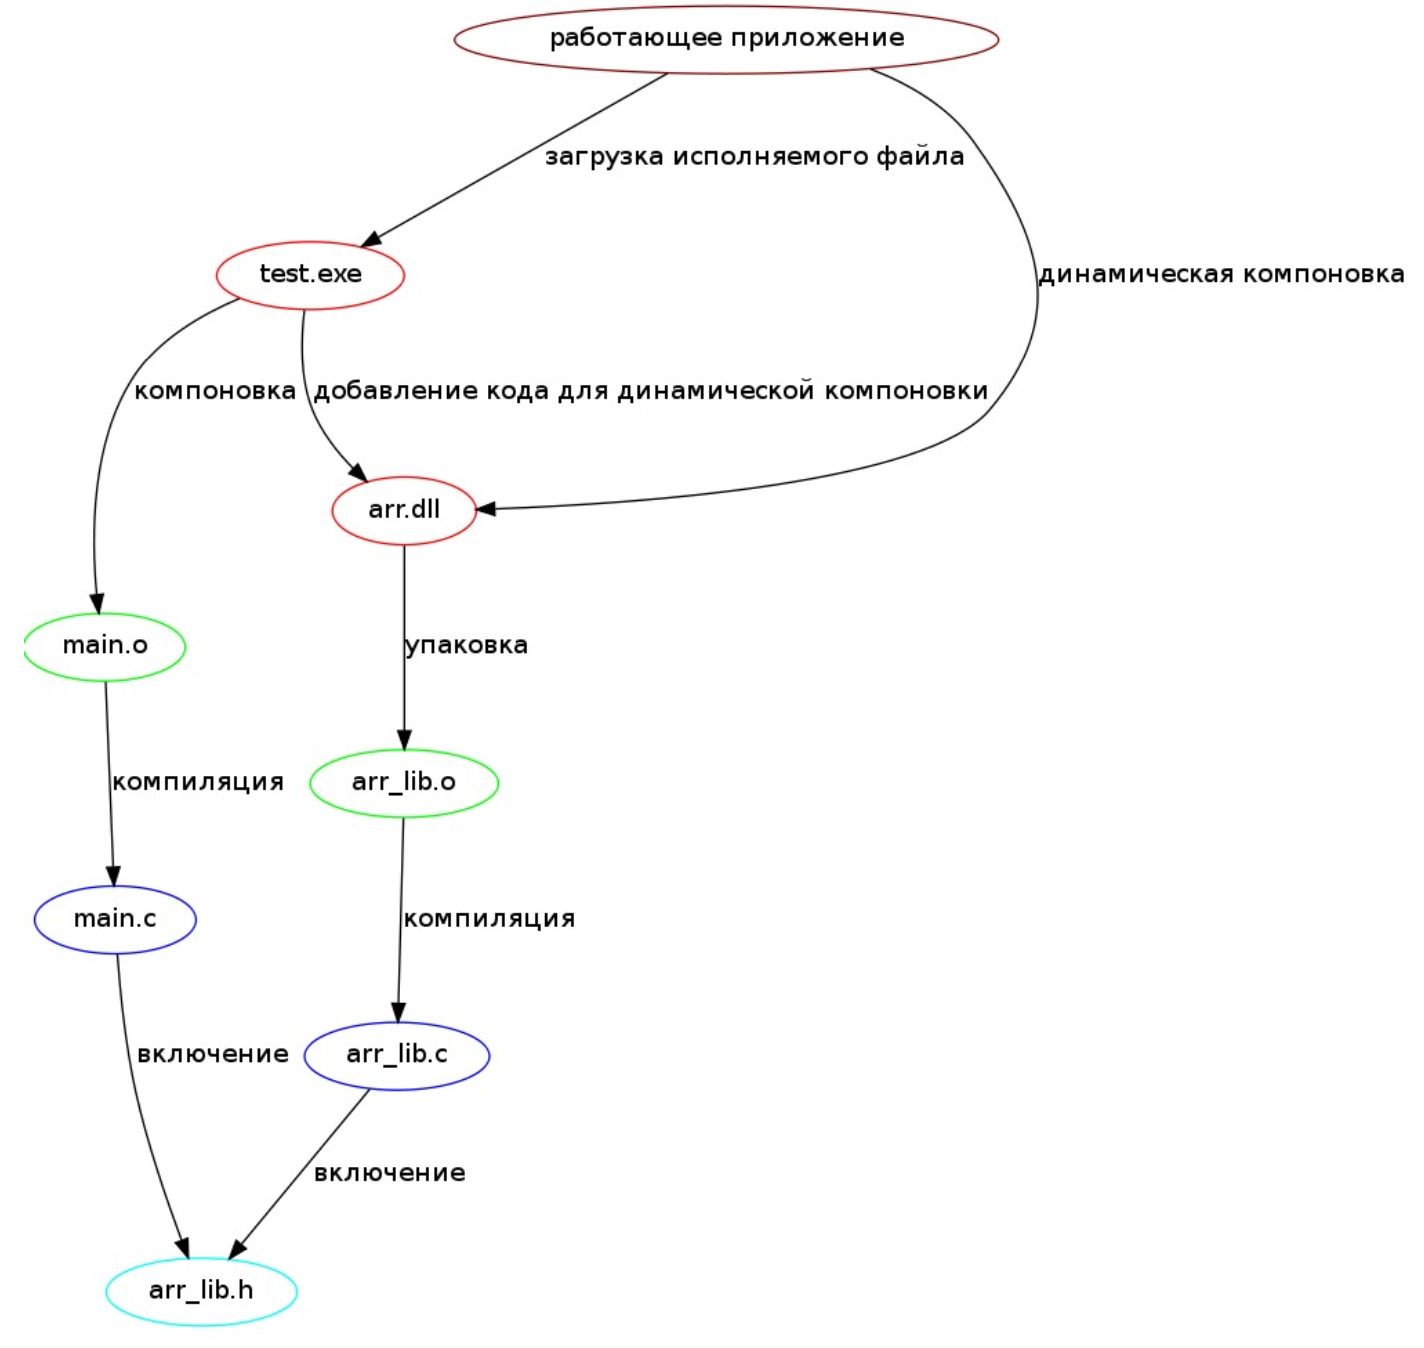 работающее приложение
загрузка исполняемого файла
test.exe
динамическая компоновка
компоновка
добавление кода для динамической компоновки
arr.dll
main.o
упаковка
компиляция
arr_lib.o
main.c
компиляция
включение
arr_lib.c
включение
arr_lib.h